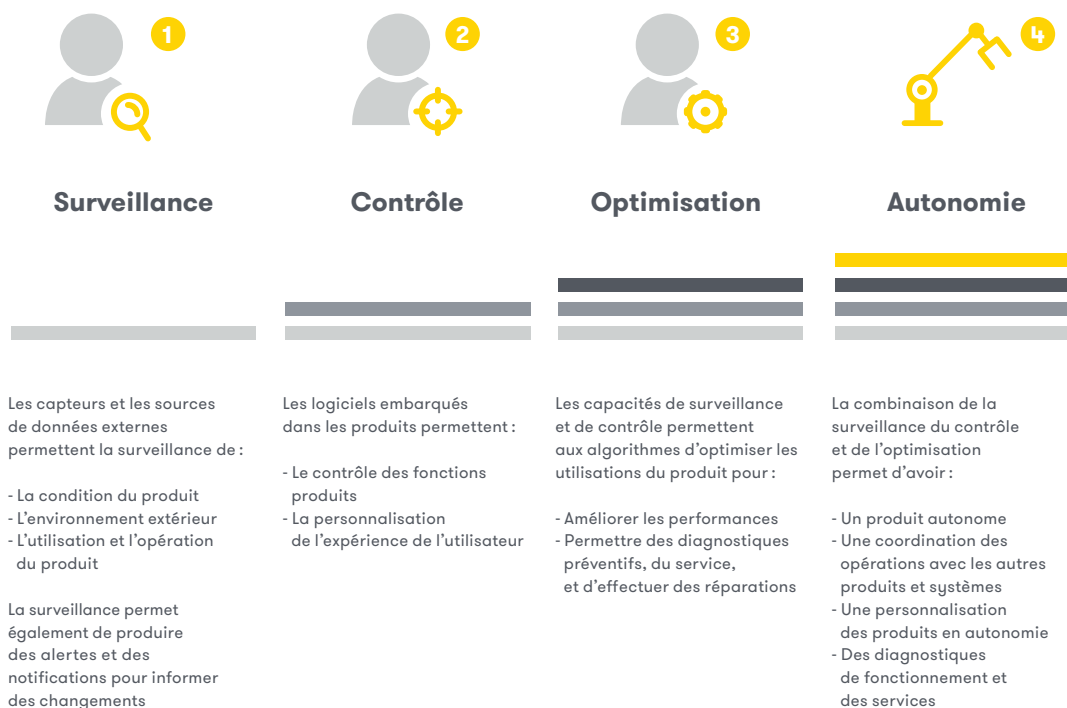 1
Surveillance
Les capteurs et les sources
de données externes
permettent la surveillance de :
- La condition du produit
- L'environnement extérieur
- L'utilisation et l'opération
du produit
La surveillance permet
également de produire
des alertes et des
notifications pour informer
des changements
2
Contrôle
Les logiciels embarqués
dans les produits permettent :
- Le contrôle des fonctions
produits
- La personnalisation
de l'expérience de l'utilisateur
3
Optimisation
Les capacités de surveillance
et de contrôle permettent
aux algorithmes d'optimiser les
utilisations du produit pour :
- Améliorer les performances
- Permettre des diagnostiques
préventifs, du service,
et d'effectuer des réparations
4
Autonomie
La combinaison de la
surveillance du contrôle
et de l'optimisation
permet d'avoir :
- Un produit autonome
- Une coordination des
opérations avec les autres
produits et systèmes
- Une personnalisation
des produits en autonomie
- Des diagnostiques
de fonctionnement et
des services